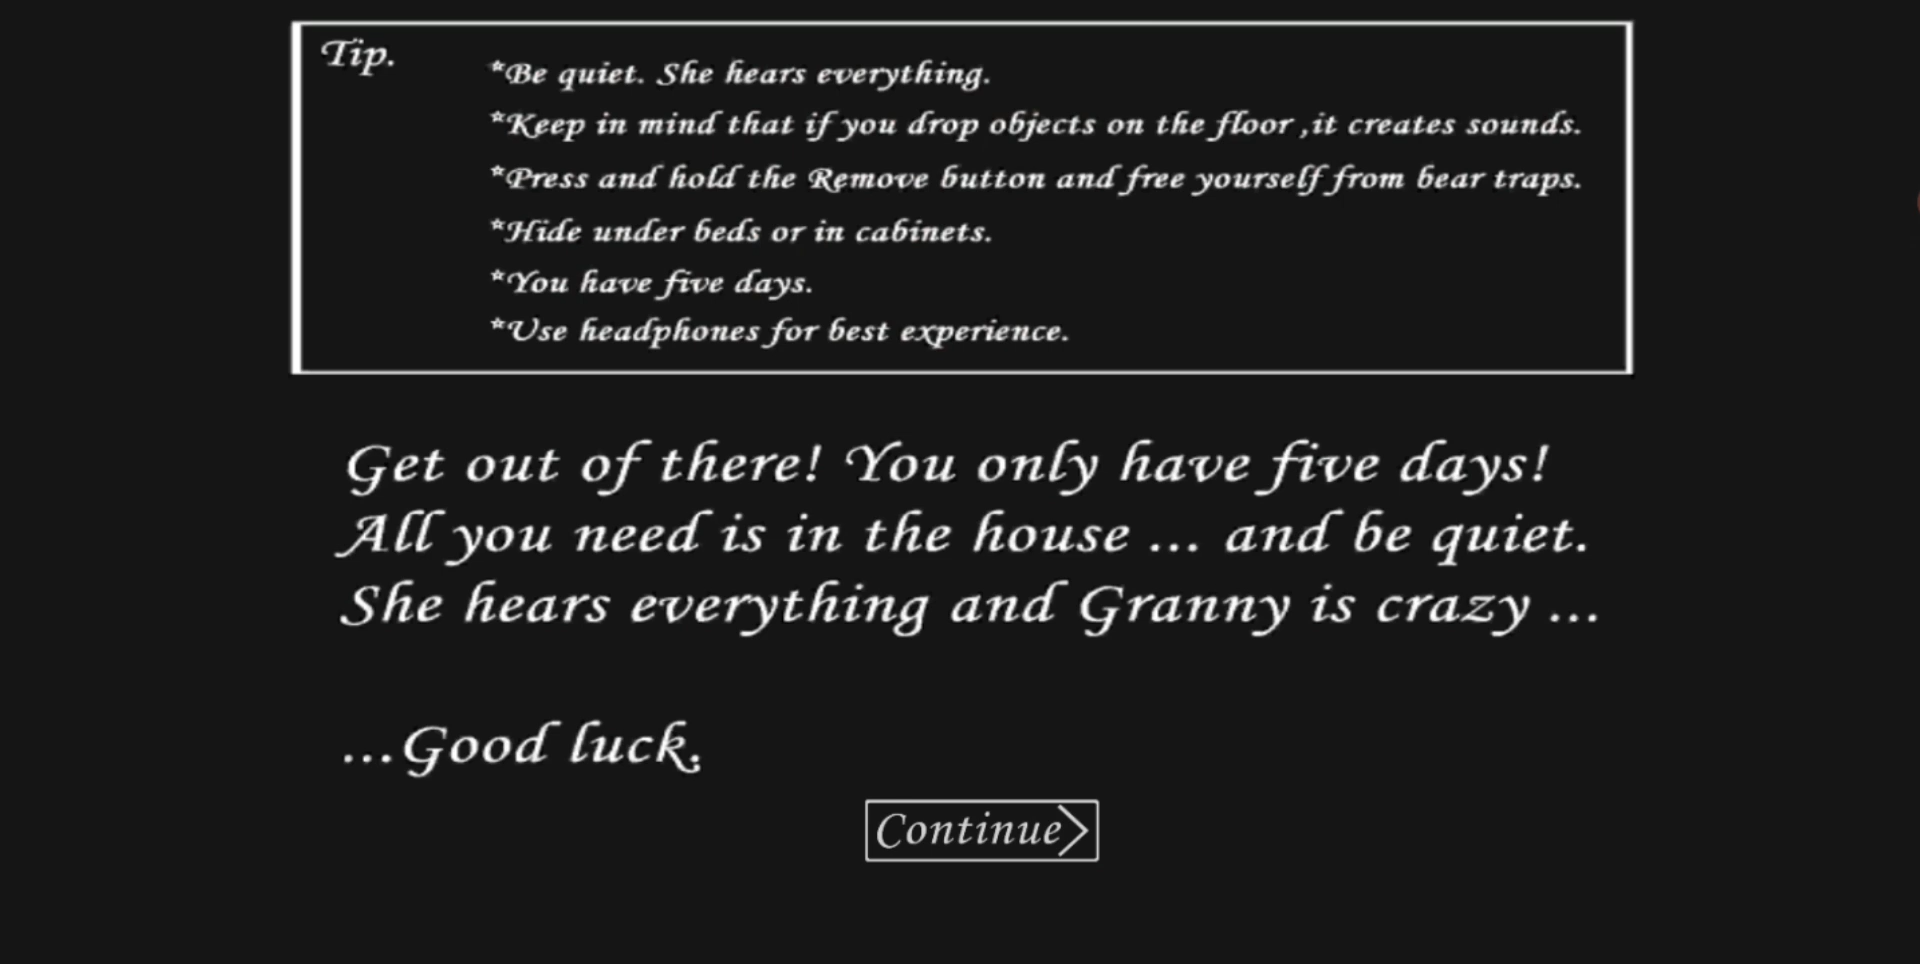 Tip.
*Be quiet. She hears everything.
*Keep in mind that if you drop objects on the floor ,it creates sounds.
*Press and hold the Remove button and free yourself from bear traps.
*Hide under beds or in cabinets.
*You have five days.
*Use headphones for best experience.
Get out of there! You only have five days!
All you need is in the house ... and be quiet.
She hears everything and Granny is crazy ...
...Good luck.
Continue